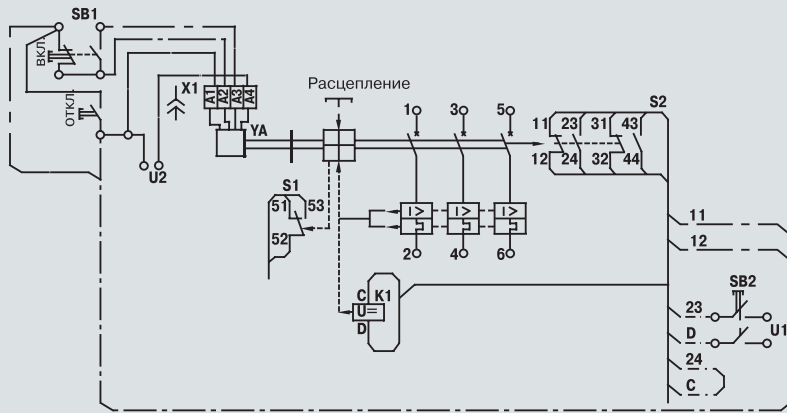 SB1
ВКЛ.
ОТКЛ.
X1
A1
A2
A3
A4
YA
U2
Расцепление
1
3
5
S2
11
23
31
43
12
24
32
44
S1
51
53
52
I>
I>
I>
2
4
6
C
K1
U=
D
11
12
SB2
23
U1
D
24
C